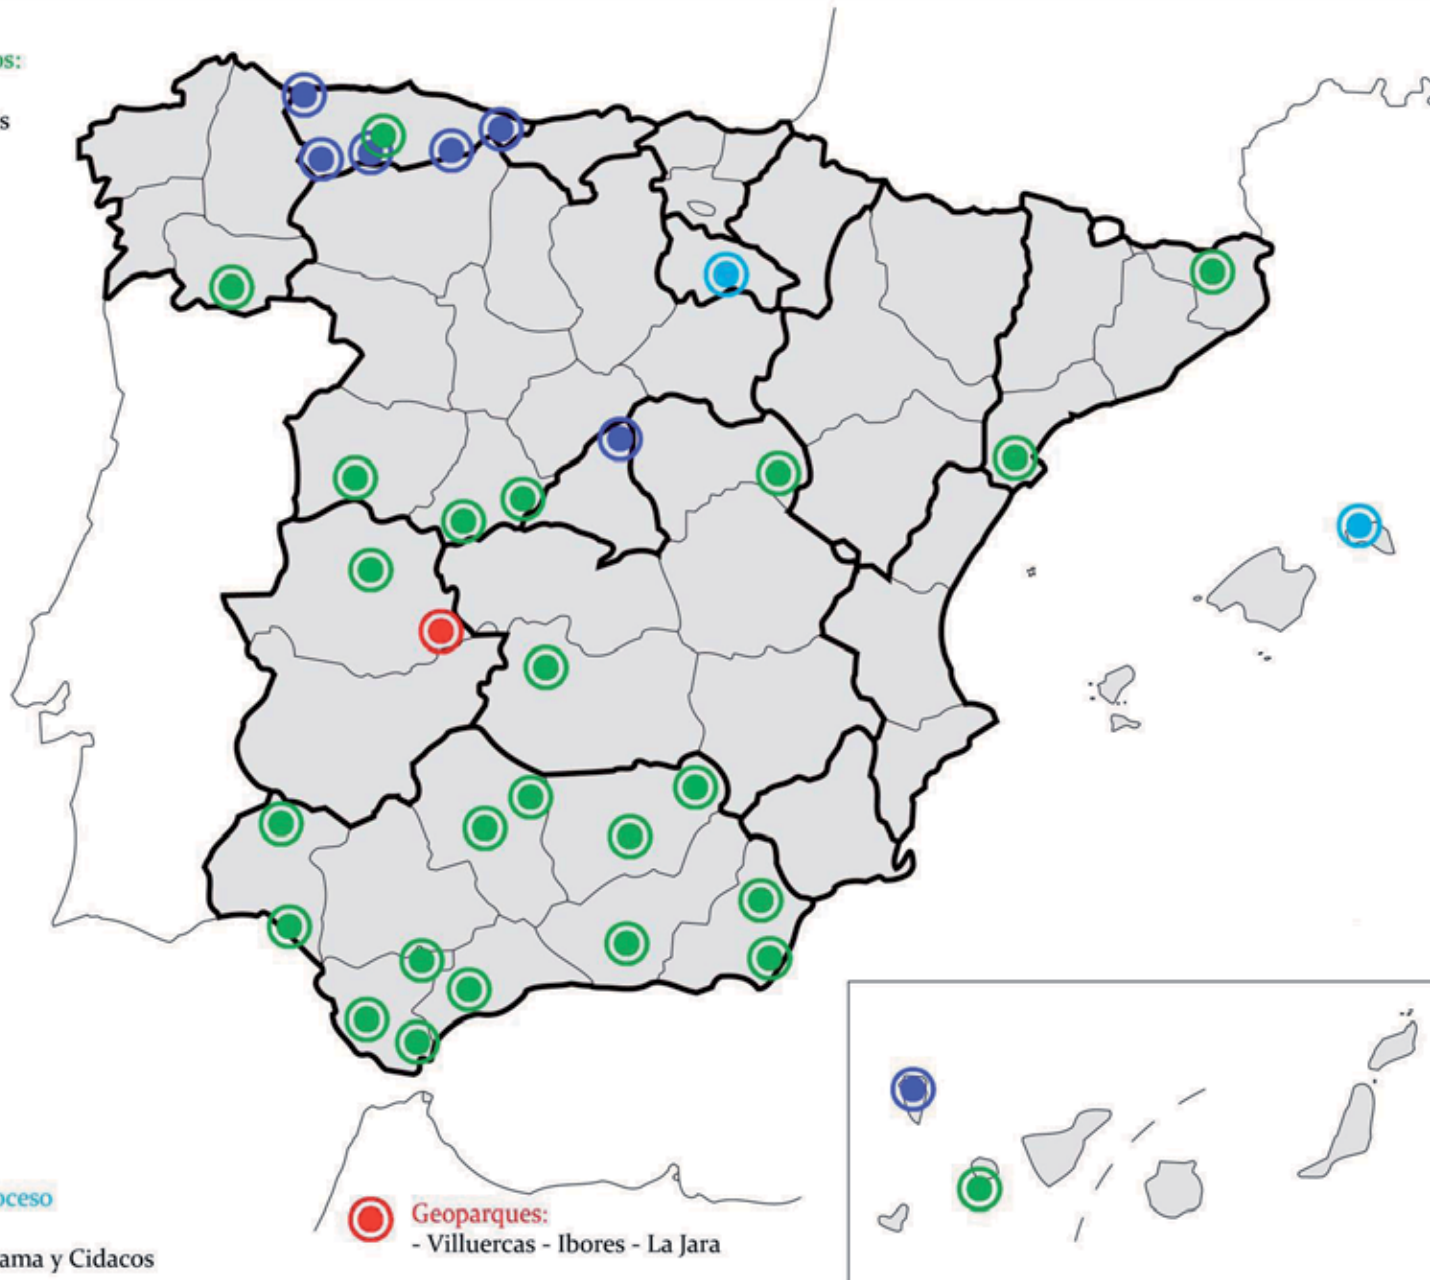 os:
s
oceso
Geoparques:
- Villuercas - Ibores - La Jara
ama y Cidacos